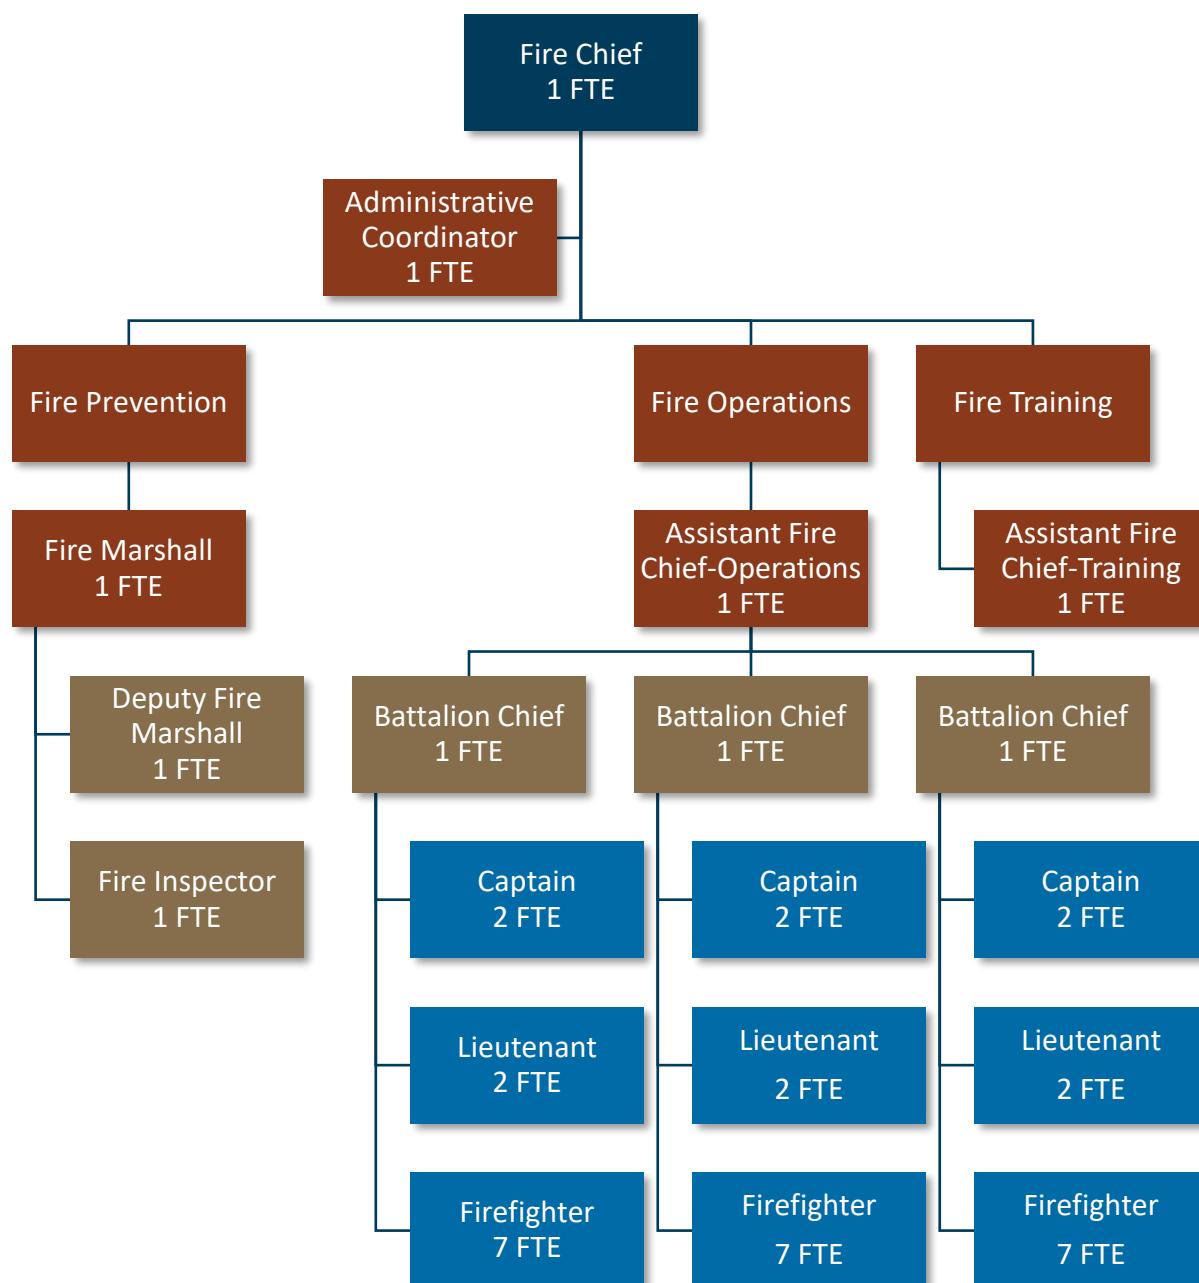 Fire Chief
1 FTE
Administrative
Coordinator
1 FTE
Fire Prevention
Fire Operations
Fire Training
Fire Marshall
1 FTE
Assistant Fire
Chief-Operations
1 FTE
Assistant Fire
Chief-Training
1 FTE
Deputy Fire
Marshall
1 FTE
Battalion Chief
1 FTE
Battalion Chief
1 FTE
Battalion Chief
1 FTE
Fire Inspector
1 FTE
Captain
2 FTE
Captain
2 FTE
Captain
2 FTE
Lieutenant
2 FTE
Lieutenant
2 FTE
Lieutenant
2 FTE
Firefighter
7 FTE
Firefighter
7 FTE
Firefighter
7 FTE